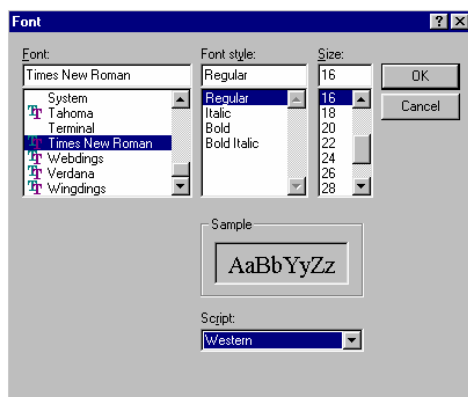 Font
Font:
Times New Roman
System
Tahoma
Terminal
Times New Roman
Webdings
Verdana
Wingdings
Font style:
Regular
Regular
Italic
Bold
Bold Italic
Size:
16
16
18
20
22
24
26
28
OK
Cancel
Sample
AaBbYyZz
Script:
Western